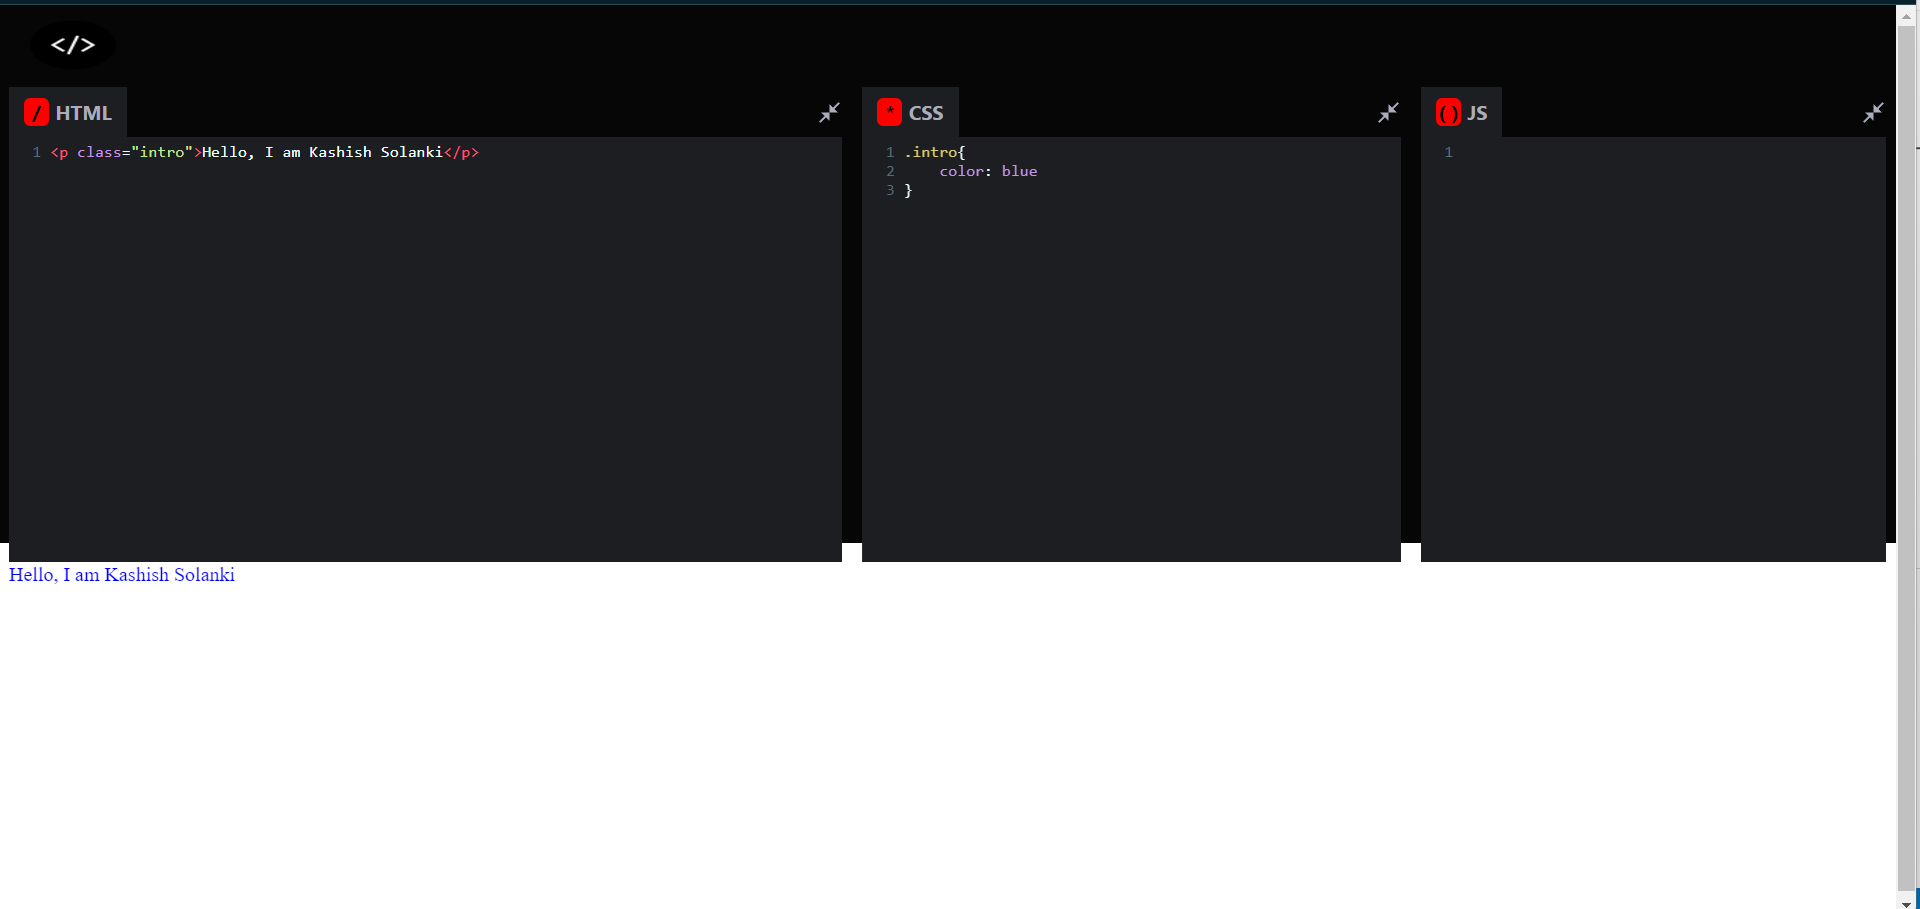 </>
/ HTML
1 <p class="intro">Hello, I am Kashish Solanki</p>
* CSS
1 .intro{
2     color: blue
3 }
( ) JS
1
Hello, I am Kashish Solanki